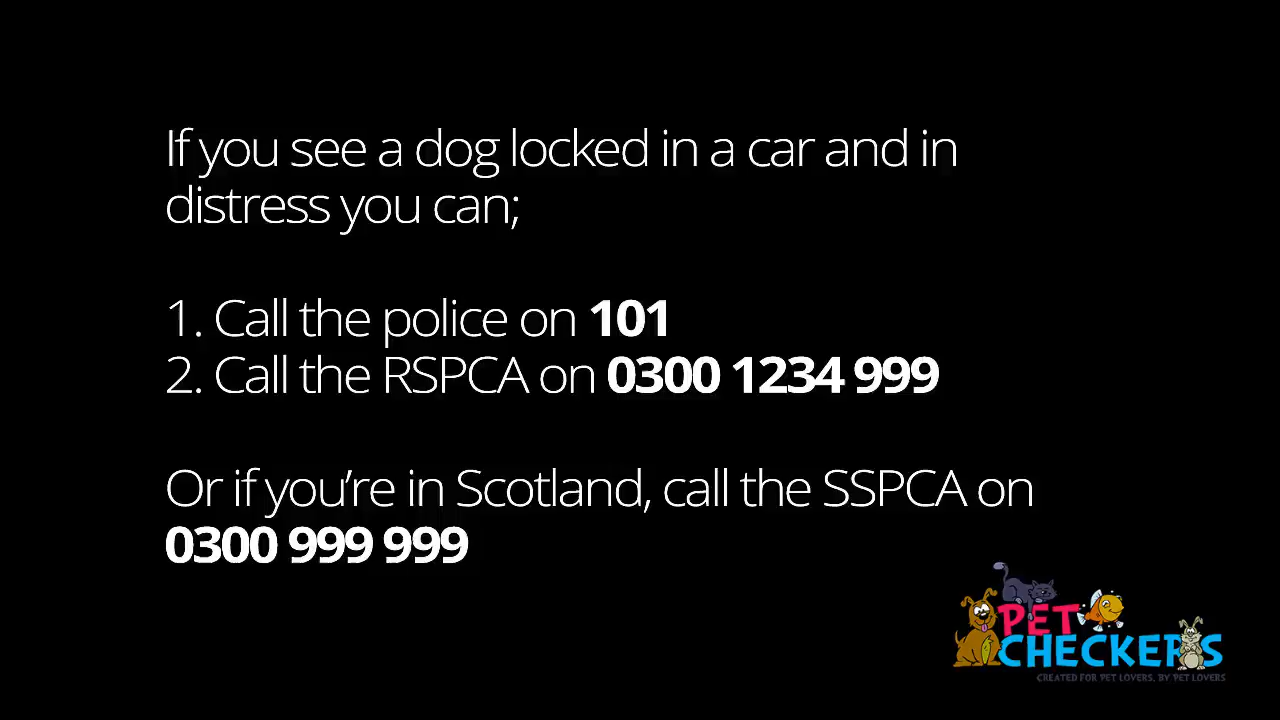 If you see a dog locked in a car and in
distress you can;
1. Call the police on 101
2. Call the RSPCA on 0300 1234 999
Or if you’re in Scotland, call the SSPCA on
0300 999 999
PET
CHECKERS
CREATED FOR PET LOVERS, BY PET LOVERS